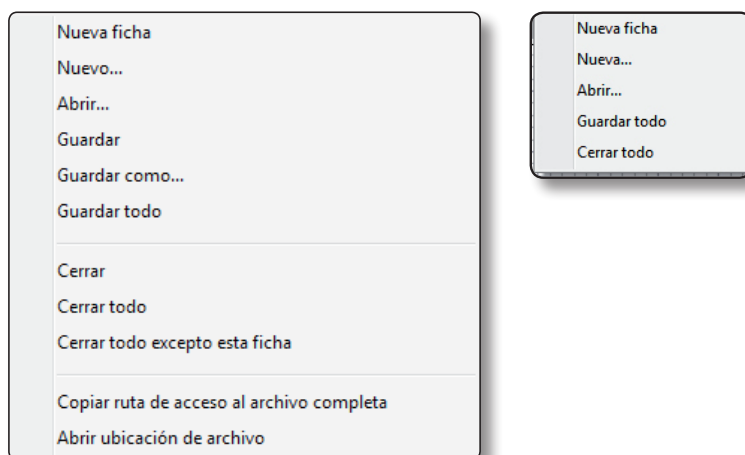 Nueva ficha
Nuevo...
Abrir...
Guardar
Guardar como...
Guardar todo
Cerrar
Cerrar todo
Cerrar todo excepto esta ficha
Copiar ruta de acceso al archivo completa
Abrir ubicación de archivo
Nueva ficha
Nueva...
Abrir...
Guardar todo
Cerrar todo